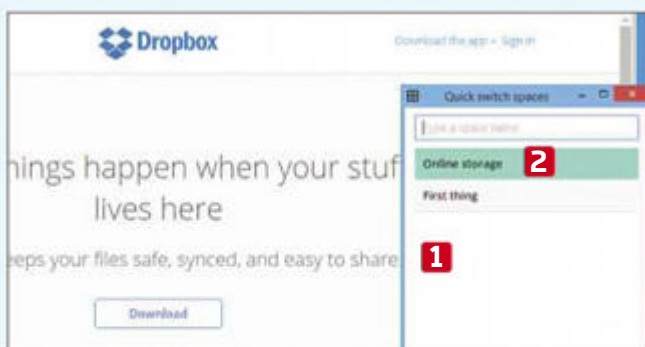 Dropbox
Download the app Sign in
Quick switch spaces
Type a space name
Online storage
2
First thing
1
hings happen when your stuf
lives here
eeps your files safe, synced, and easy to share
Download